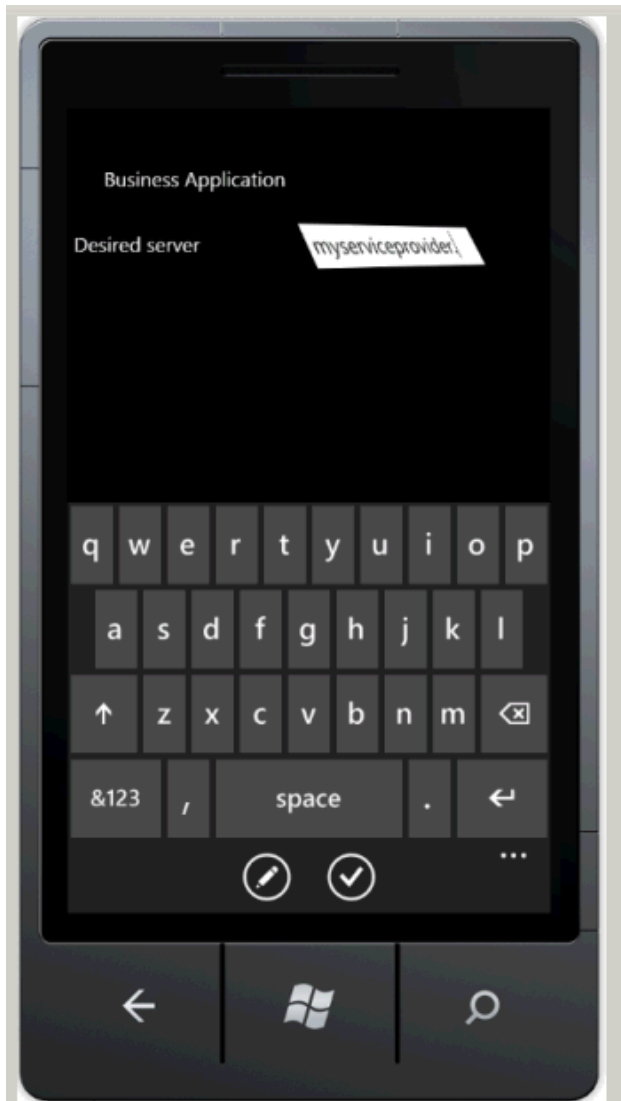 Business Application
Desired server myserviceprovider.
q w e r t y u i o p
a s d f g h j k l
z x c v b n m
&123 , space .
...